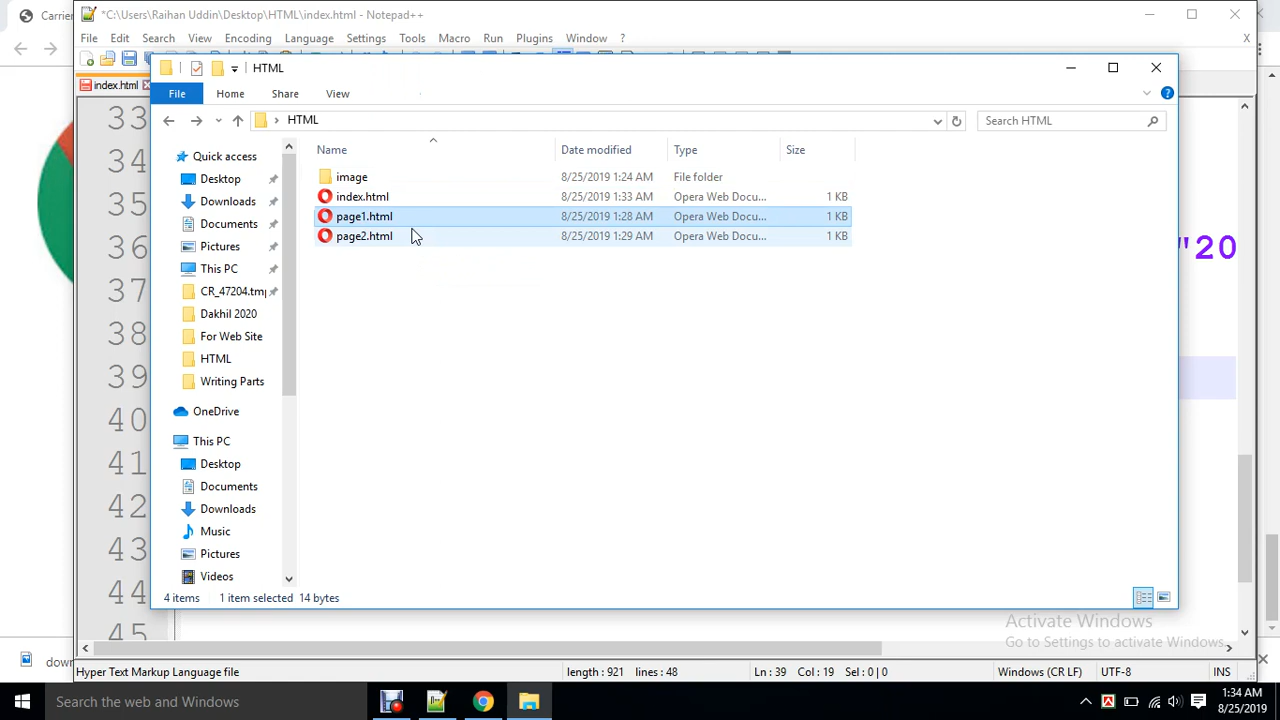 Carrier
*C:\Users\Raihan Uddin\Desktop\HTML\index.html - Notepad++
File Edit Search View Encoding Language Settings Tools Macro Run Plugins Window ? X
index.html
HTML
File Home Share View
HTML
Search HTML
Name Date modified Type Size
Quick access
Desktop
Downloads
Documents
Pictures
This PC
CR_47204.tmp
Dakhil 2020
For Web Site
HTML
Writing Parts
OneDrive
This PC
Desktop
Documents
Downloads
Music
Pictures
Videos
image 8/25/2019 1:24 AM File folder
index.html 8/25/2019 1:33 AM Opera Web Docu... 1 KB
page1.html 8/25/2019 1:28 AM Opera Web Docu... 1 KB
page2.html 8/25/2019 1:29 AM Opera Web Docu... 1 KB
4 items 1 item selected 14 bytes
33
34
35
36
37
38
39
40
41
42
43
44
45
"20
Activate Windows
Go to Settings to activate Windows.
dow
Hyper Text Markup Language file length : 921 lines : 48 Ln : 39 Col : 19 Sel : 0 | 0 Windows (CR LF) UTF-8 INS
Search the web and Windows
1:34 AM
8/25/2019